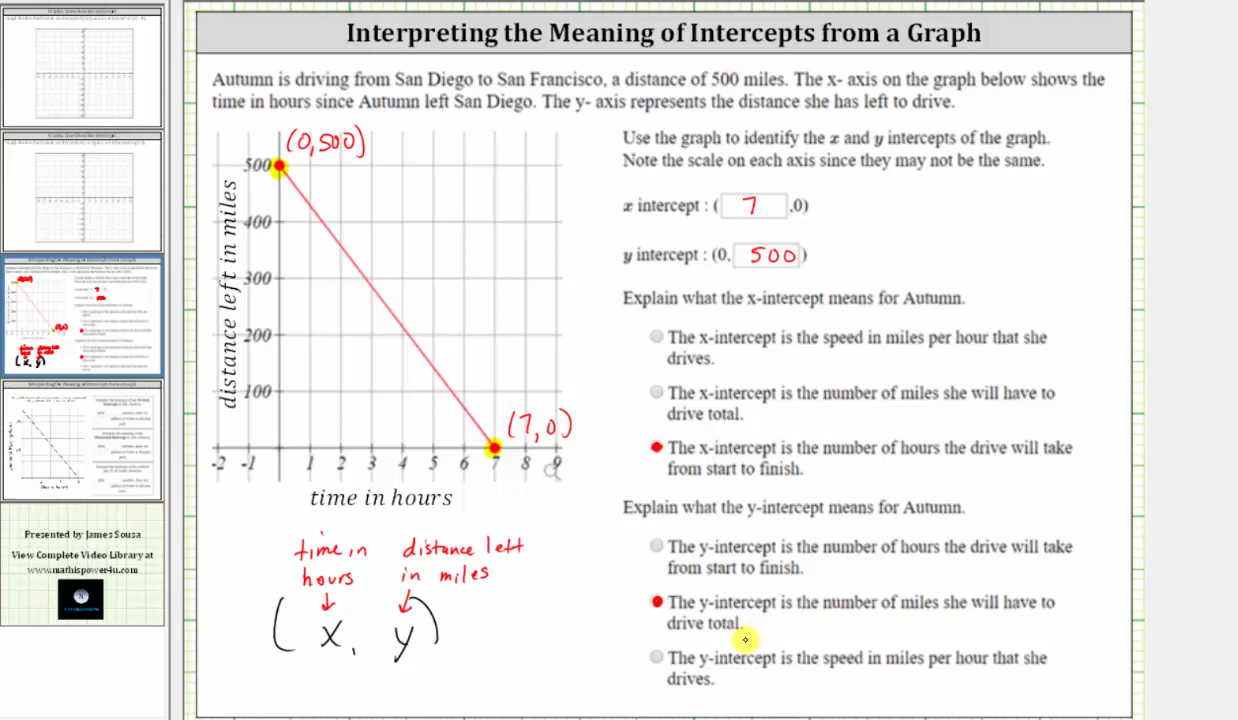 Interpreting the Meaning of Intercepts from a Graph
Autumn is driving from San Diego to San Francisco, a distance of 500 miles. The x- axis on the graph below shows the
time in hours since Autumn left San Diego. The y- axis represents the distance she has left to drive.
(0,500)
500
400
300
200
100
distance left in miles
(7,0)
-2 -1 1 2 3 4 5 6 7 8 9
time in hours
time in distance left
hours in miles
(x, y)
Use the graph to identify the x and y intercepts of the graph.
Note the scale on each axis since they may not be the same.
x intercept : ( 7 ,0)
y intercept : (0, 500 )
Explain what the x-intercept means for Autumn.
The x-intercept is the speed in miles per hour that she
drives.
The x-intercept is the number of miles she will have to
drive total.
The x-intercept is the number of hours the drive will take
from start to finish.
Explain what the y-intercept means for Autumn.
The y-intercept is the number of hours the drive will take
from start to finish.
The y-intercept is the number of miles she will have to
drive total.
The y-intercept is the speed in miles per hour that she
drives.
Presented by James Sousa
View Complete Video Library at
www.mathispower4u.com